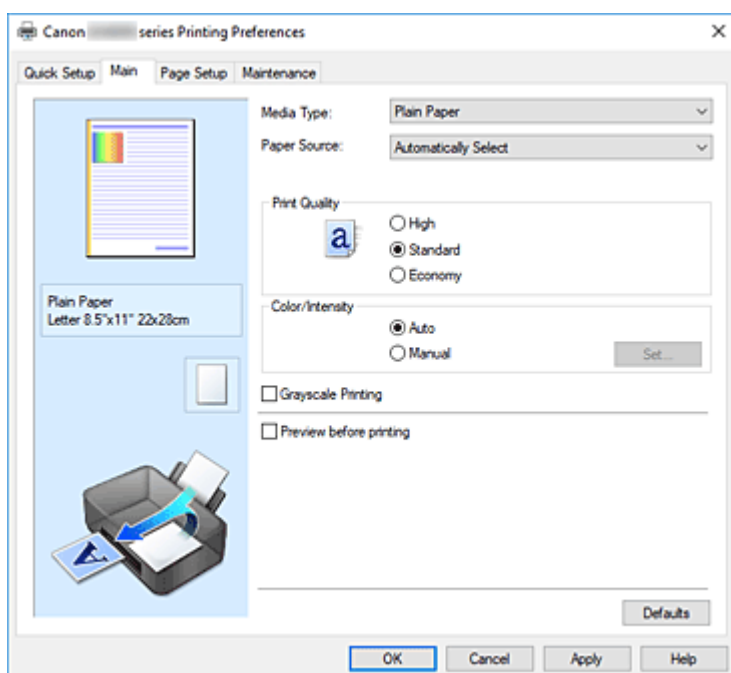 Canon series Printing Preferences
Quick Setup Main Page Setup Maintenance
Media Type: Plain Paper
Paper Source: Automatically Select
Print Quality
a
High
Standard
Economy
Plain Paper
Letter 8.5"x11" 22x28cm
Color/Intensity
Auto
Manual Set...
Grayscale Printing
Preview before printing
A
Defaults
OK Cancel Apply Help